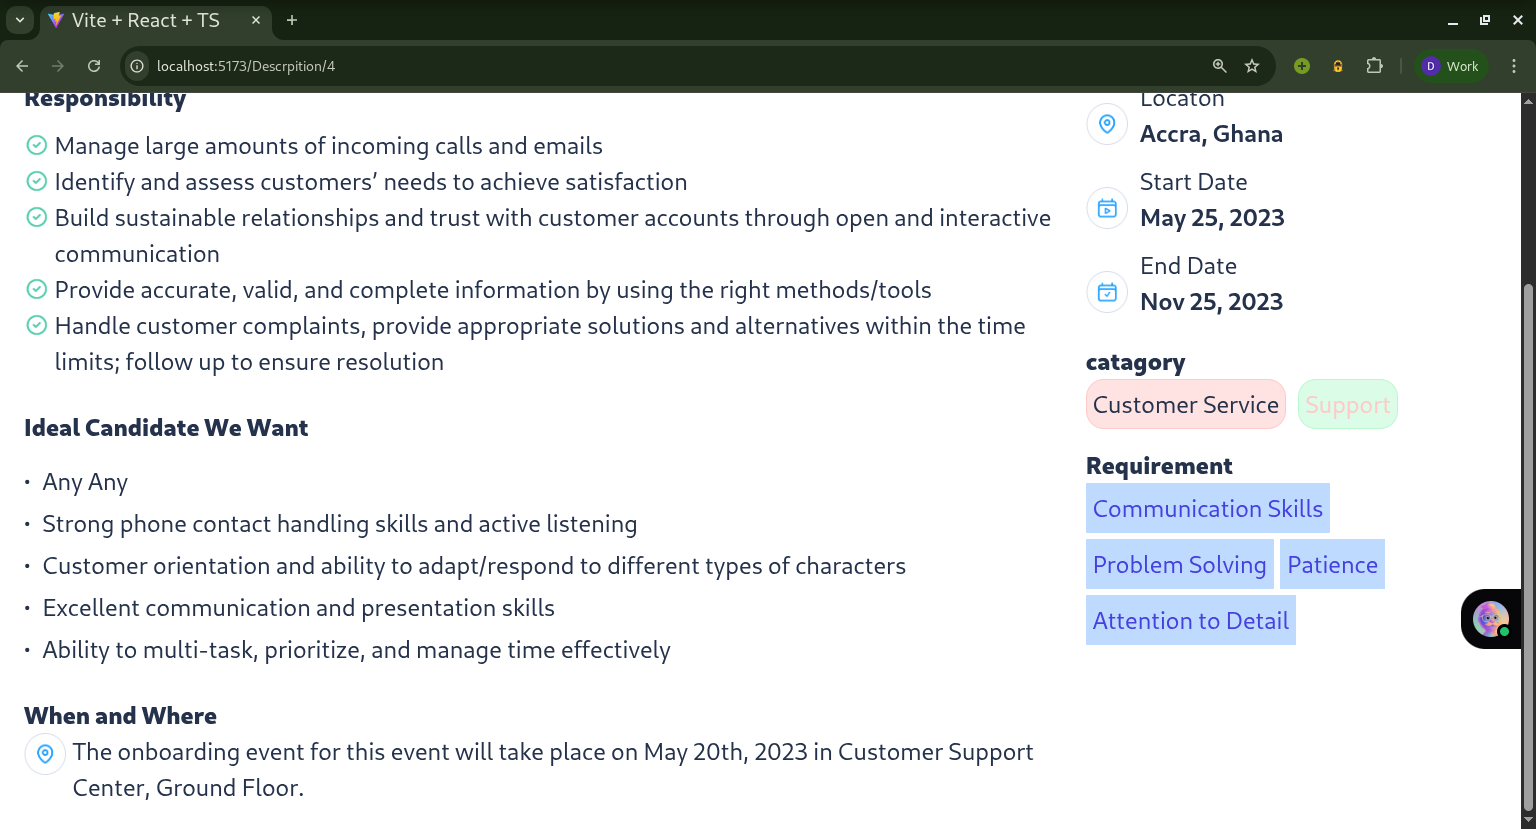 Vite + React + TS
localhost:5173/Descrpition/4
D Work
Responsibility
Manage large amounts of incoming calls and emails
Identify and assess customers’ needs to achieve satisfaction
Build sustainable relationships and trust with customer accounts through open and interactive
communication
Provide accurate, valid, and complete information by using the right methods/tools
Handle customer complaints, provide appropriate solutions and alternatives within the time
limits; follow up to ensure resolution
Ideal Candidate We Want
• Any Any
• Strong phone contact handling skills and active listening
• Customer orientation and ability to adapt/respond to different types of characters
• Excellent communication and presentation skills
• Ability to multi-task, prioritize, and manage time effectively
When and Where
The onboarding event for this event will take place on May 20th, 2023 in Customer Support
Center, Ground Floor.
Locaton
Accra, Ghana
Start Date
May 25, 2023
End Date
Nov 25, 2023
catagory
Customer Service Support
Requirement
Communication Skills
Problem Solving Patience
Attention to Detail